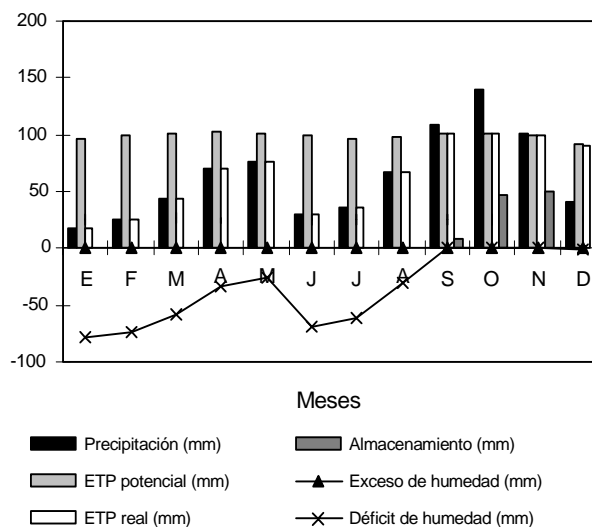 200
150
100
50
0
-50
-100
E F M A M J J A S O N D
Meses
Precipitación (mm) Almacenamiento (mm)
ETP potencial (mm) Exceso de humedad (mm)
ETP real (mm) Déficit de humedad (mm)